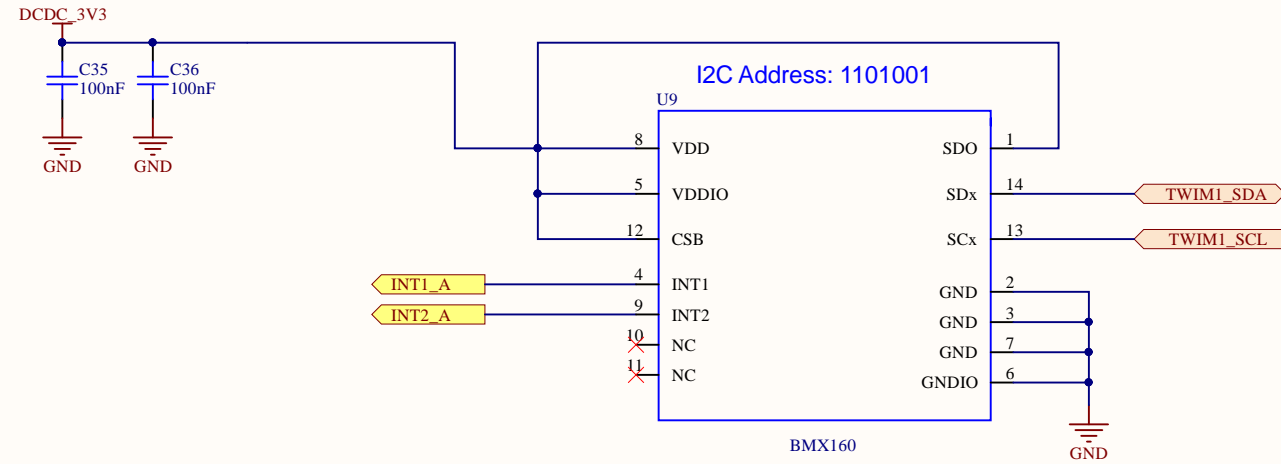 DCDC_3V3
C35
100nF
C36
100nF
GND
GND
I2C Address: 1101001
U9
8 VDD
5 VDDIO
12 CSB
4 INT1
9 INT2
10 NC
11 NC
INT1_A
INT2_A
SDO 1
SDx 14
SCx 13
GND 2
GND 3
GND 7
GNDIO 6
TWIM1_SDA
TWIM1_SCL
BMX160
GND